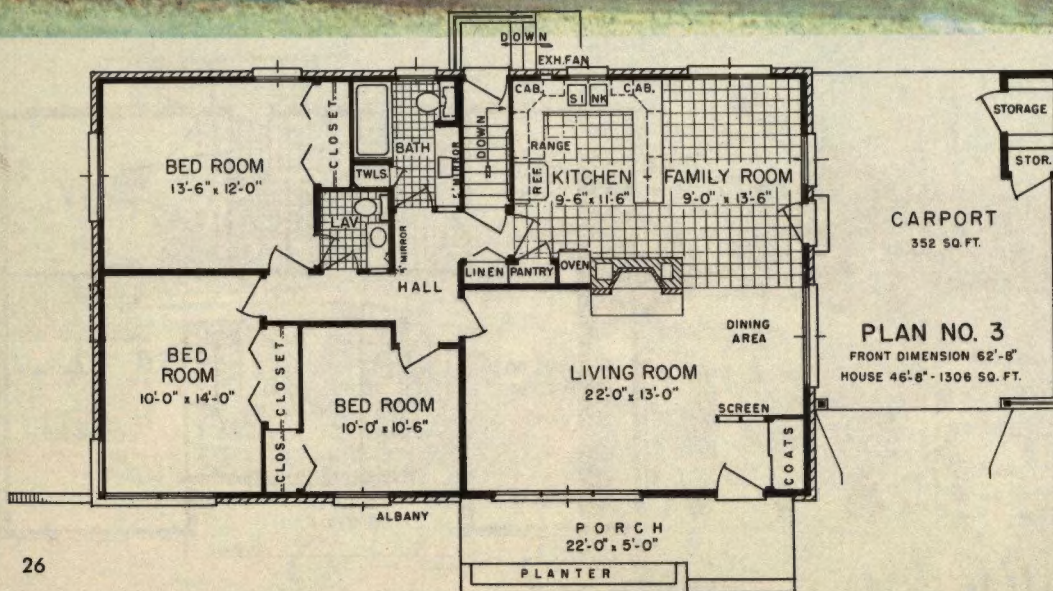 DOWN
EXH. FAN
CAB.
SINK
CAB.
CLOSET
BATH
5' MIRROR
DOWN
RANGE
STORAGE
STOR.
BED ROOM
13'-6" x 12'-0"
TWLS.
REF.
KITCHEN
9'-6" x 11'-6"
FAMILY ROOM
9'-0" x 13'-6"
LAV.
MIRROR
CARPORT
352 SQ. FT.
LINEN
PANTRY
OVEN
HALL
DINING
AREA
PLAN NO. 3
FRONT DIMENSION 62'-8"
HOUSE 46'-8" - 1306 SQ. FT.
BED
ROOM
10'-0" x 14'-0"
CLOSET
CLOS.
BED ROOM
10'-0" x 10'-6"
LIVING ROOM
22'-0" x 13'-0"
SCREEN
COATS
ALBANY
PORCH
22'-0" x 5'-0"
PLANTER
26